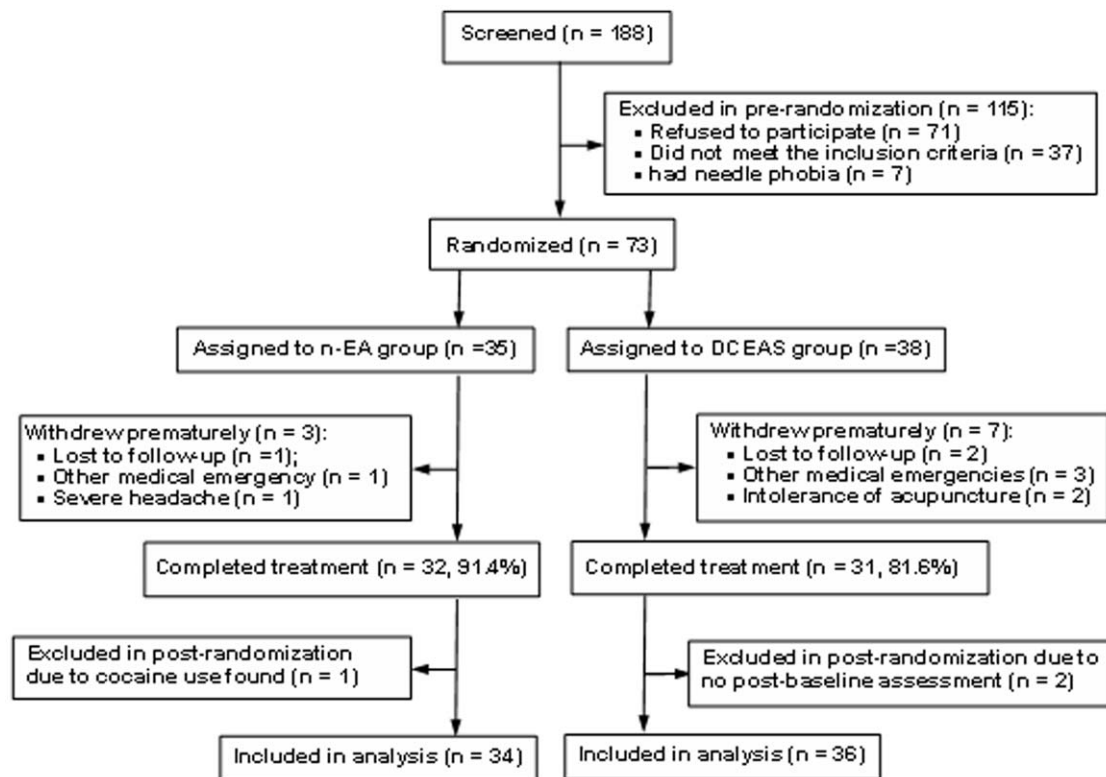 Screened (n = 188)
Excluded in pre-randomization (n = 115):
▪ Refused to participate (n = 71)
▪ Did not meet the inclusion criteria (n = 37)
▪ had needle phobia (n = 7)
Randomized (n = 73)
Assigned to n-EA group (n =35)
Assigned to DCEAS group (n =38)
Withdrew prematurely (n = 3):
▪ Lost to follow-up (n =1);
▪ Other medical emergency (n = 1)
▪ Severe headache (n = 1)
Withdrew prematurely (n = 7):
▪ Lost to follow-up (n = 2)
▪ Other medical emergencies (n = 3)
▪ Intolerance of acupuncture (n = 2)
Completed treatment (n = 32, 91.4%)
Completed treatment (n = 31, 81.6%)
Excluded in post-randomization
due to cocaine use found (n = 1)
Excluded in post-randomization due to
no post-baseline assessment (n = 2)
Included in analysis (n = 34)
Included in analysis (n = 36)